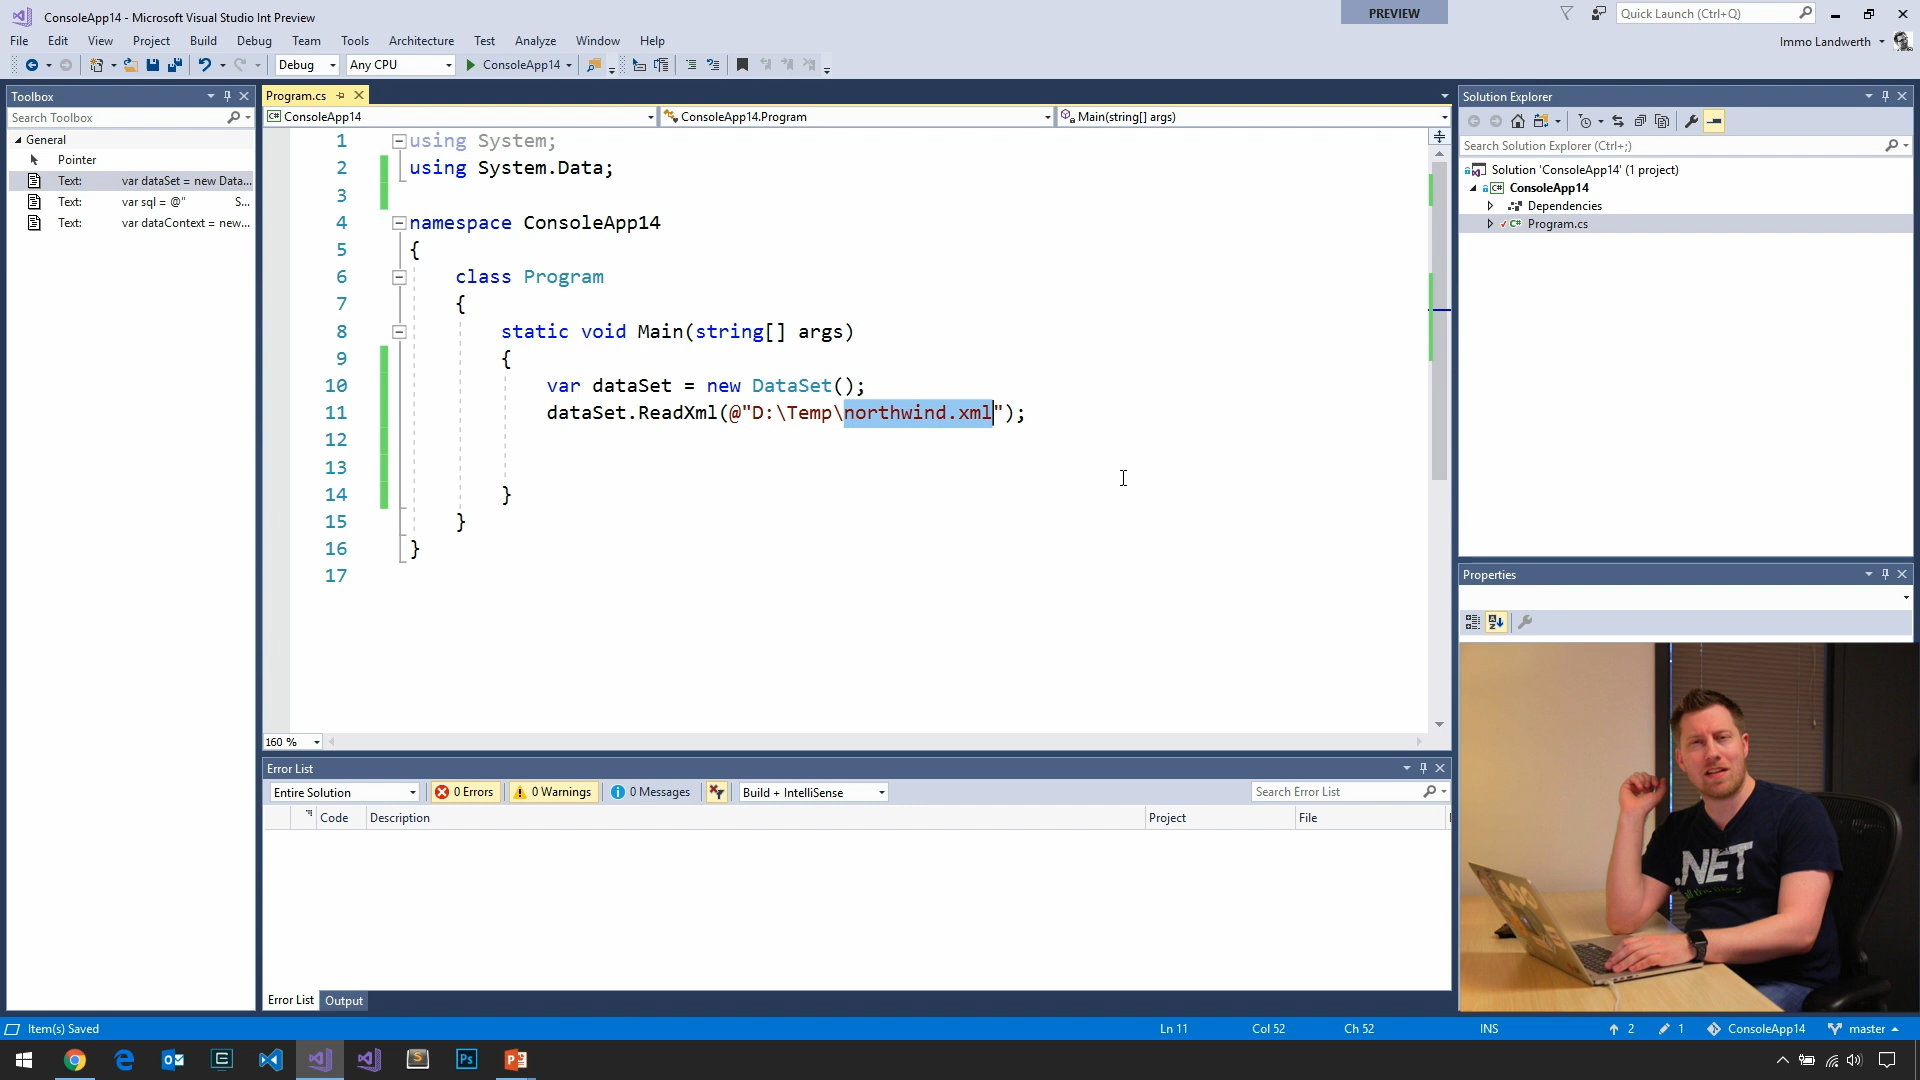 ConsoleApp14 - Microsoft Visual Studio Int Preview
PREVIEW
Quick Launch (Ctrl+Q)
File Edit View Project Build Debug Team Tools Architecture Test Analyze Window Help
Immo Landwerth
Debug Any CPU ConsoleApp14
Toolbox
Search Toolbox
General
Pointer
Text: var dataSet = new Data...
Text: var sql = @" S...
Text: var dataContext = new...
Program.cs
C# ConsoleApp14 ConsoleApp14.Program Main(string[] args)
1 using System;
2 using System.Data;
3
4 namespace ConsoleApp14
5 {
6 class Program
7 {
8 static void Main(string[] args)
9 {
10 var dataSet = new DataSet();
11 dataSet.ReadXml(@"D:\Temp\northwind.xml");
12
13
14 }
15 }
16 }
17
160 %
Error List
Entire Solution 0 Errors 0 Warnings 0 Messages Build + IntelliSense Search Error List
Code Description Project File
Error List Output
Solution Explorer
Search Solution Explorer (Ctrl+;)
Solution 'ConsoleApp14' (1 project)
C# ConsoleApp14
Dependencies
C# Program.cs
Properties
.NET
Item(s) Saved Ln 11 Col 52 Ch 52 INS 2 1 ConsoleApp14 master
Ps